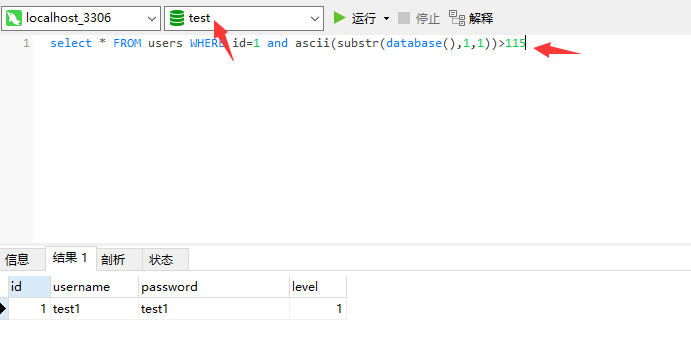 localhost_3306 test 运行 停止 解释
1 select * FROM users WHERE id=1 and ascii(substr(database(),1,1))>115
信息 结果 1 剖析 状态
id username password level
1 test1 test1 1